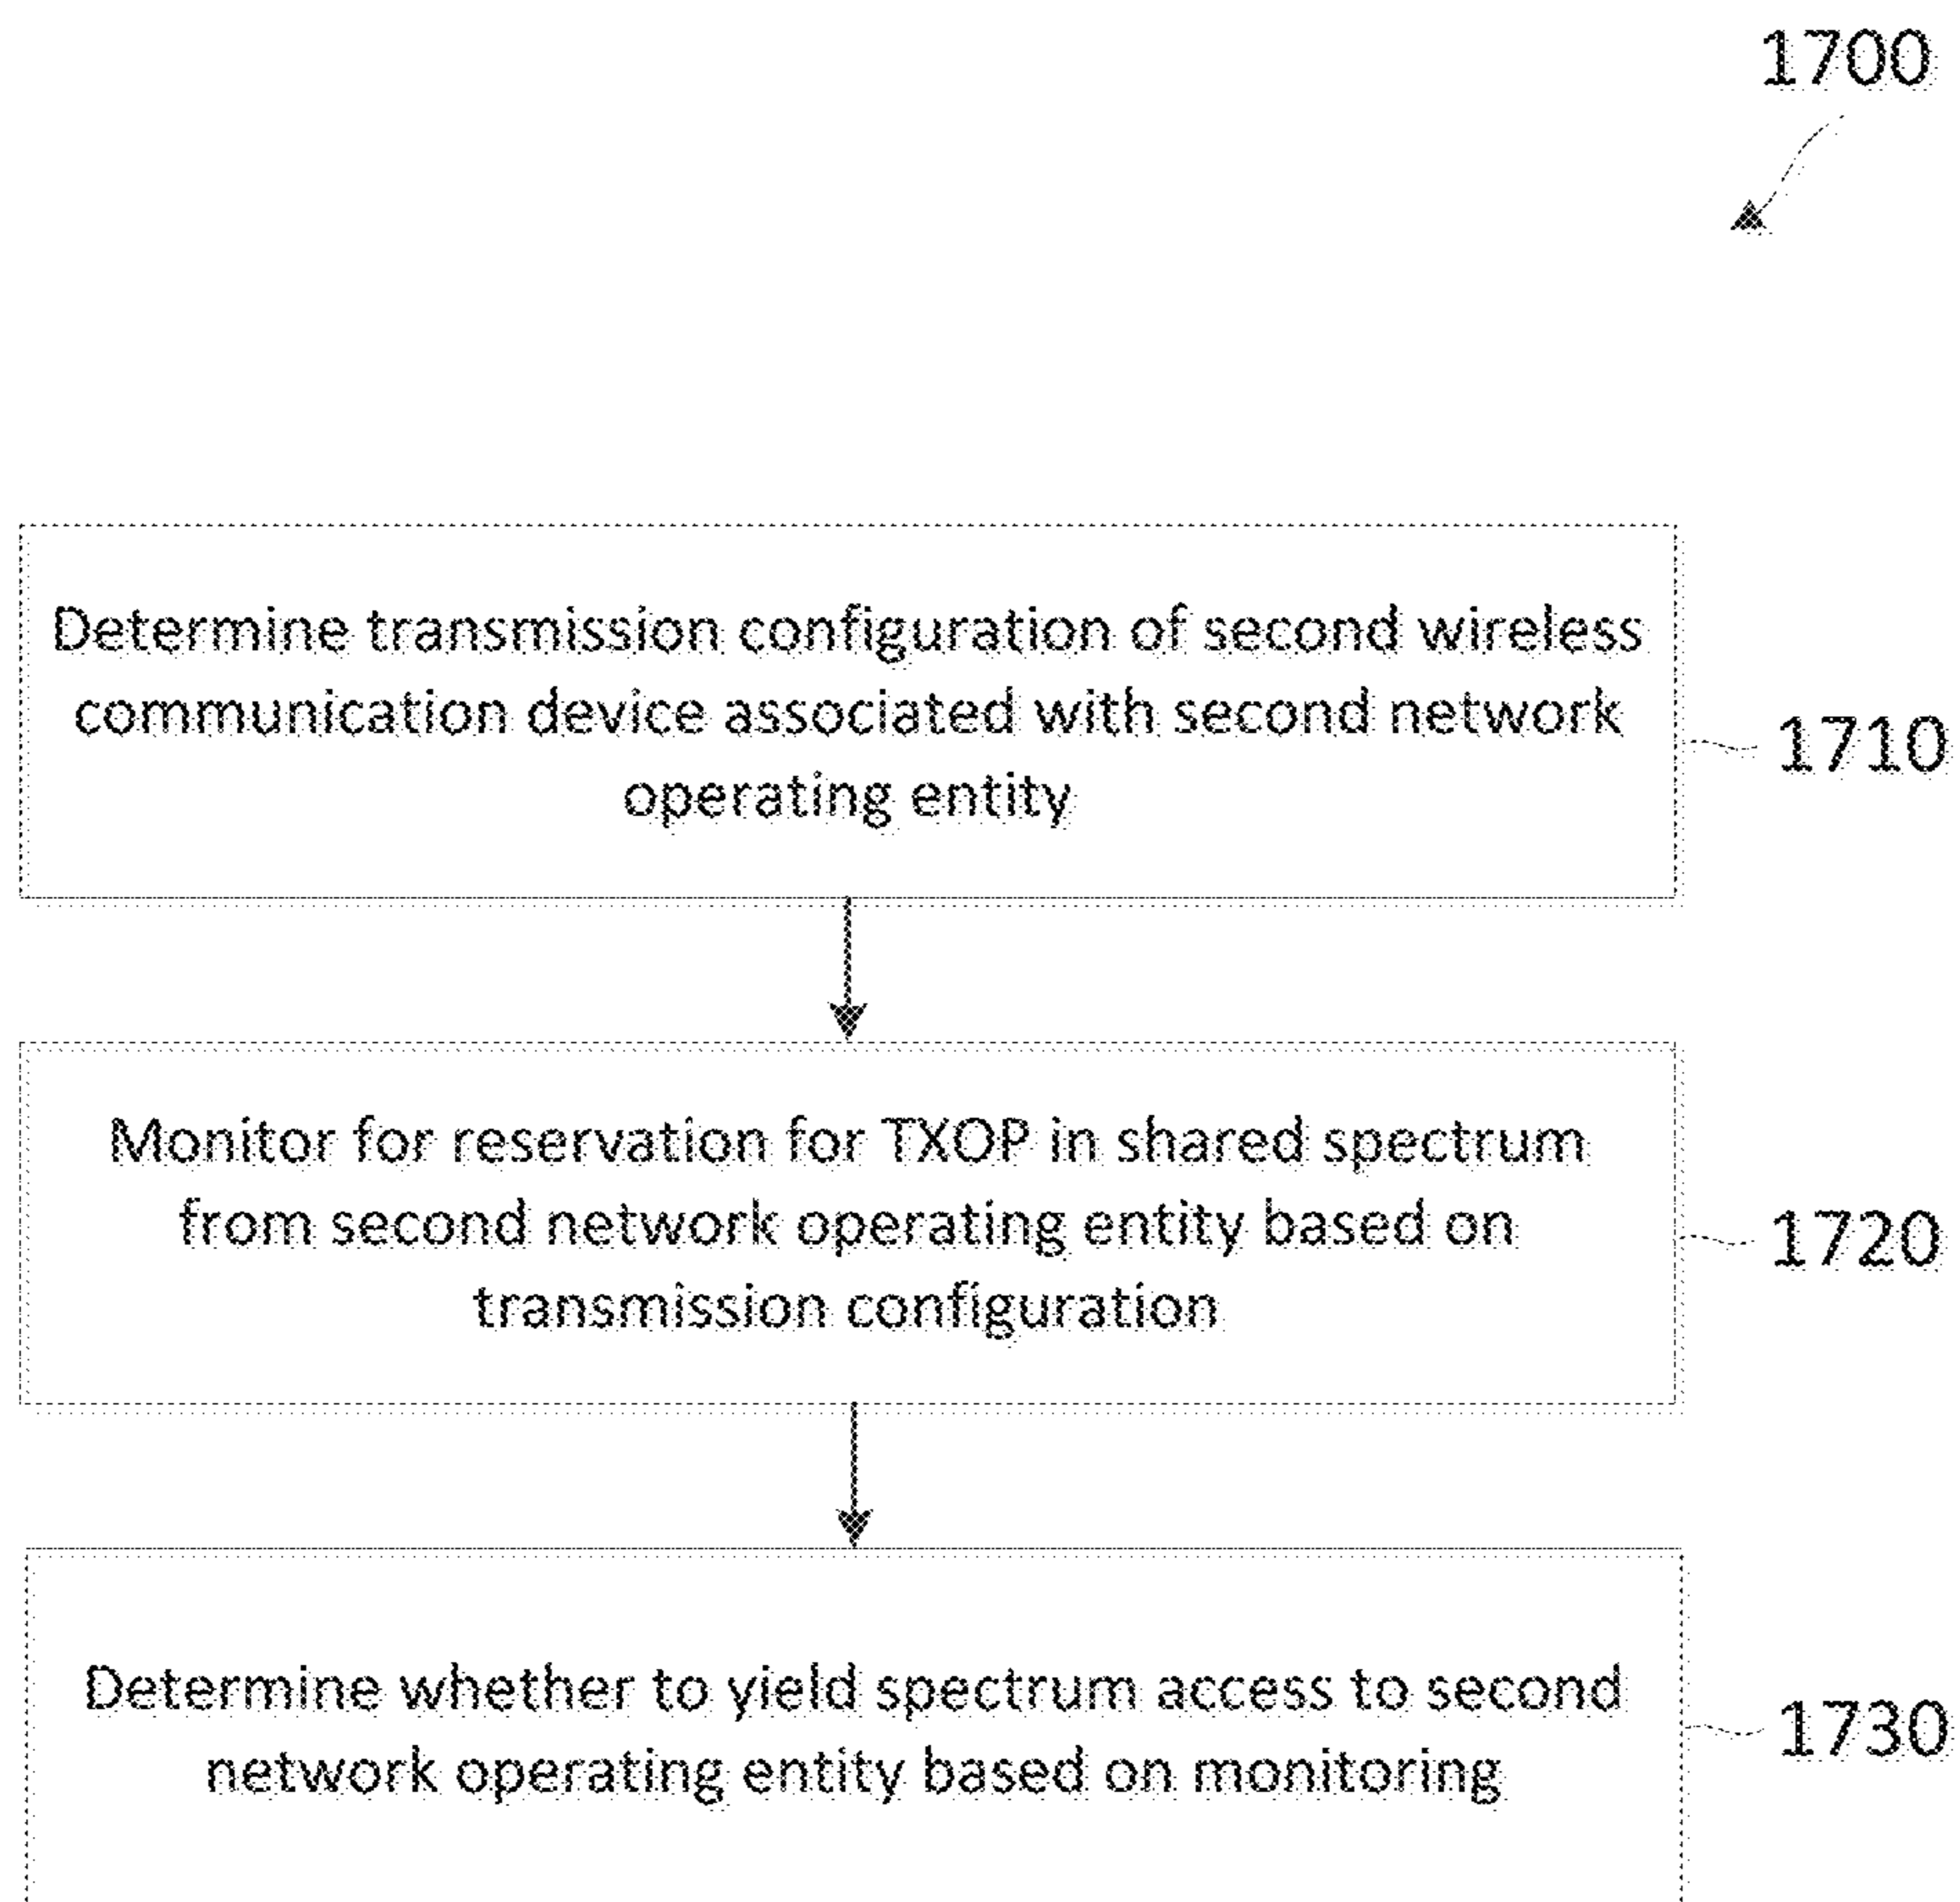 1700
Determine transmission configuration of second wireless
communication device associated with second network
operating entity
1710
Monitor for reservation for TXOP in shared spectrum
from second network operating entity based on
transmission configuration
1720
Determine whether to yield spectrum access to second
network operating entity based on monitoring
1730